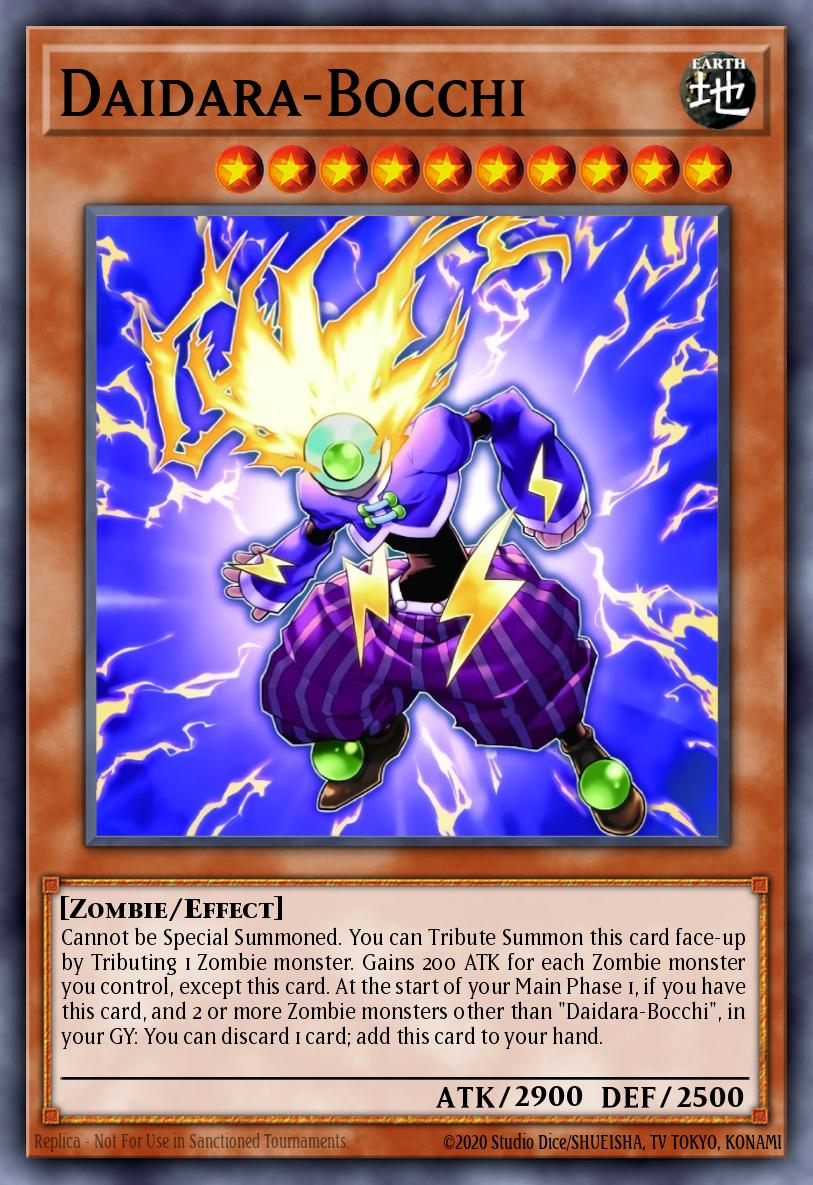 Daidara-Bocchi
EARTH
地
[Zombie/Effect]
Cannot be Special Summoned. You can Tribute Summon this card face-up
by Tributing 1 Zombie monster. Gains 200 ATK for each Zombie monster
you control, except this card. At the start of your Main Phase 1, if you have
this card, and 2 or more Zombie monsters other than "Daidara-Bocchi", in
your GY: You can discard 1 card; add this card to your hand.
ATK/2900 DEF/2500
Replica - Not For Use in Sanctioned Tournaments.
©2020 Studio Dice/SHUEISHA, TV TOKYO, KONAMI